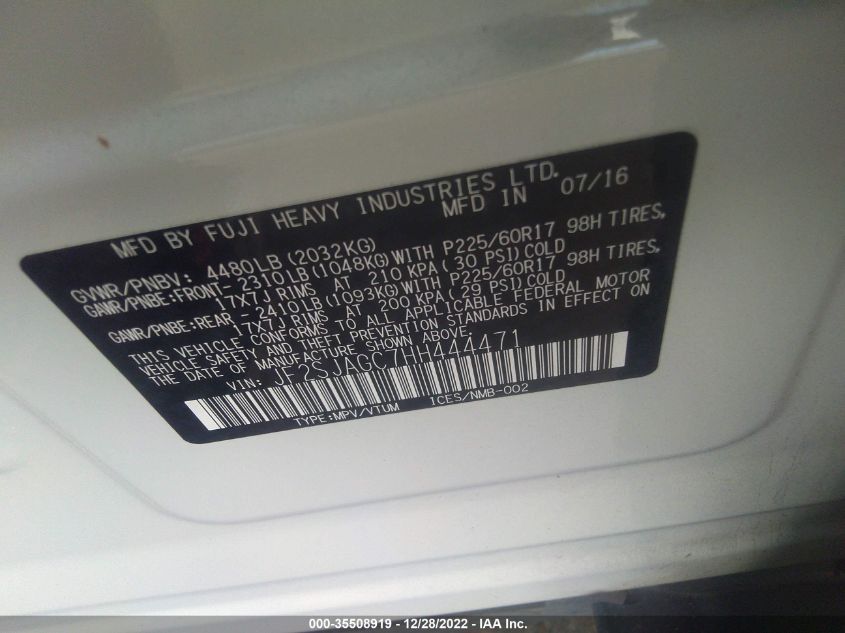 MFD BY FUJI HEAVY INDUSTRIES LTD.
MFD IN 07/16
GVWR/PNBV: 4480LB (2032KG)
GAWR/PNBE:FRONT- 2310LB(1048KG)WITH P225/60R17 98H TIRES,
17X7J RIMS AT 210 KPA(30 PSI)COLD
GAWR/PNBE:REAR - 2410LB(1093KG)WITH P225/60R17 98H TIRES,
17X7J RIMS AT 200 KPA(29 PSI)COLD
THIS VEHICLE CONFORMS TO ALL APPLICABLE FEDERAL MOTOR
VEHICLE SAFETY AND THEFT PREVENTION STANDARDS IN EFFECT ON
THE DATE OF MANUFACTURE SHOWN ABOVE.
VIN: JF2SJAGC7HH444471
TYPE:MPV/VTUM ICES/NMB-002
000-35508919 - 12/28/2022 - IAA Inc.